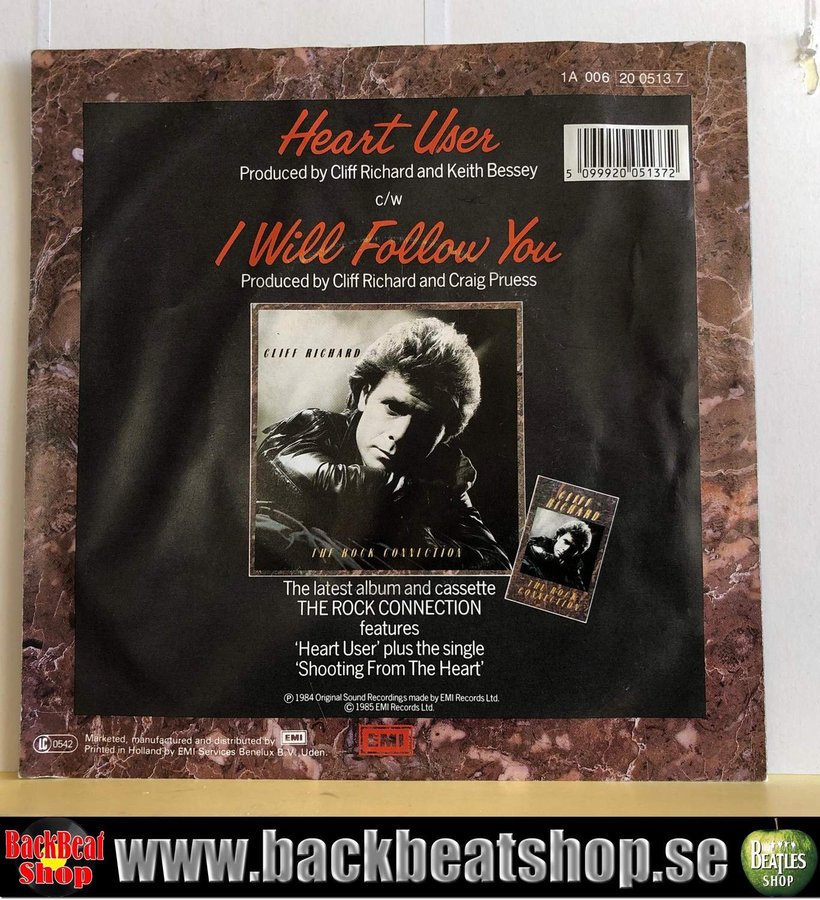 1A 006 20 0513 7
Heart User
Produced by Cliff Richard and Keith Bessey
5 099920 051372
c/w
I Will Follow You
Produced by Cliff Richard and Craig Pruess
CLIFF RICHARD
THE ROCK CONNECTION
CLIFF
RICHARD
THE ROCK
CONNECTION
The latest album and cassette
THE ROCK CONNECTION
features
‘Heart User’ plus the single
‘Shooting From The Heart’
Ⓟ 1984 Original Sound Recordings made by EMI Records Ltd.
© 1985 EMI Records Ltd.
LC 0542
Marketed, manufactured and distributed by EMI
Printed in Holland by EMI Services Benelux B.V., Uden.
EMI
BackBeat
Shop
www.backbeatshop.se
BEATLES
SHOP